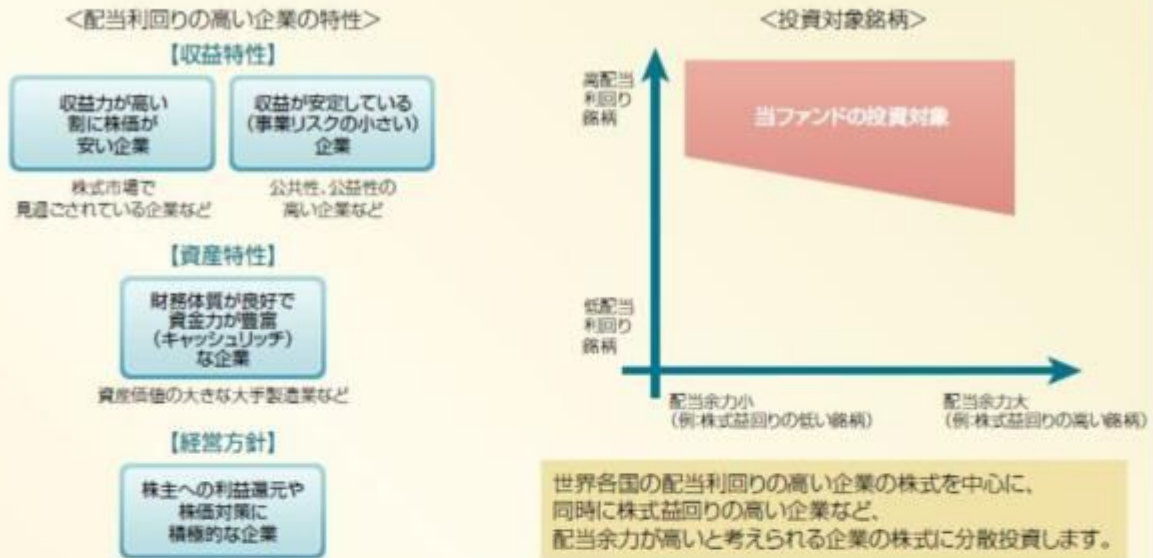 <配当利回りの高い企業の特性>
【収益特性】
収益力が高い
割に株価が
安い企業
収益が安定している
(事業リスクの小さい)
企業
株式市場で
見過ごされている企業など
公共性、公益性の
高い企業など
【資産特性】
財務体質が良好で
資金力が豊富
(キャッシュリッチ)
な企業
資産価値の大きな大手製造業など
【経営方針】
株主への利益還元や
株価対策に
積極的な企業
<投資対象銘柄>
高配当
利回り
銘柄
当ファンドの投資対象
低配当
利回り
銘柄
配当余力小
(例:株式益回りの低い銘柄)
配当余力大
(例:株式益回りの高い銘柄)
世界各国の配当利回りの高い企業の株式を中心に、
同時に株式益回りの高い企業など、
配当余力が高いと考えられる企業の株式に分散投資します。